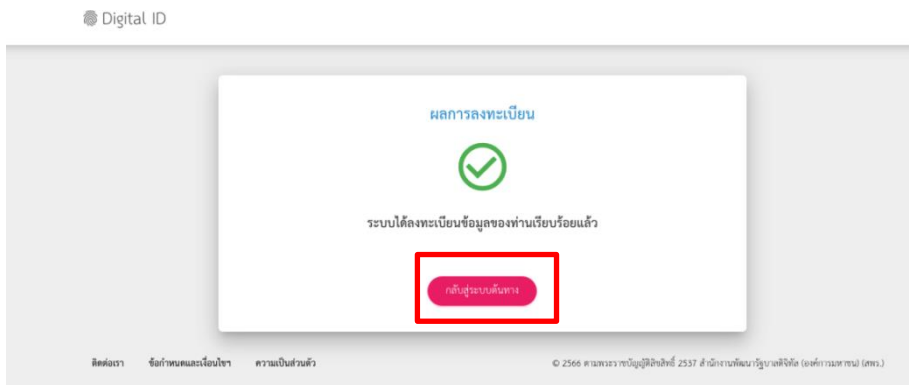 Digital ID
ผลการลงทะเบียน
ระบบได้ลงทะเบียนข้อมูลของท่านเรียบร้อยแล้ว
กลับสู่ระบบต้นทาง
ติดต่อเรา ข้อกำหนดและเงื่อนไขฯ ความเป็นส่วนตัว © 2566 ตามพระราชบัญญัติลิขสิทธิ์ 2537 สำนักงานพัฒนารัฐบาลดิจิทัล (องค์การมหาชน) (สพร.)